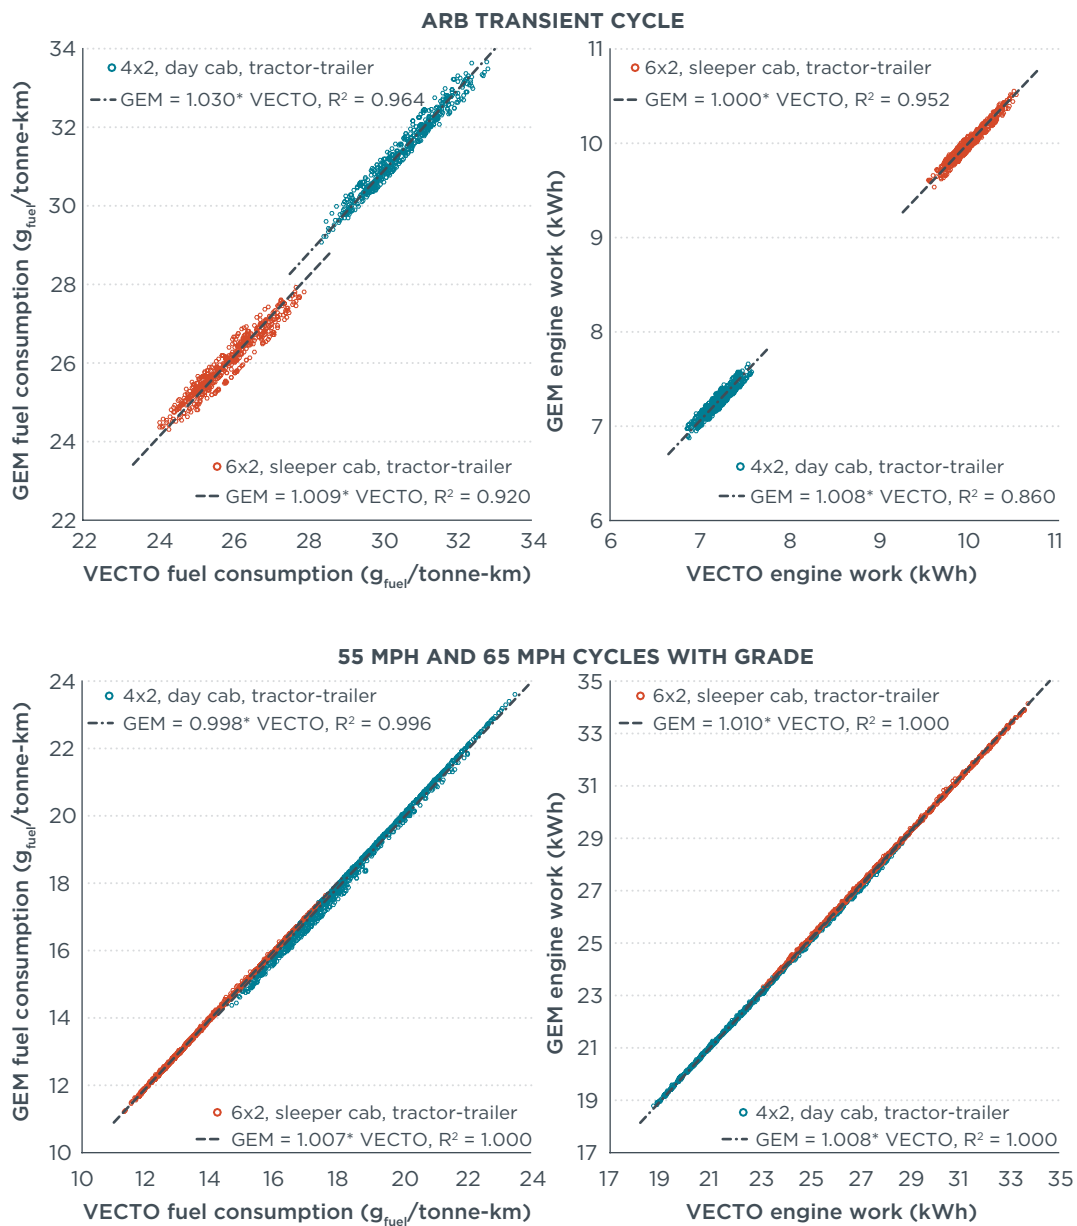 ARB TRANSIENT CYCLE
GEM fuel consumption (g_fuel/tonne-km)
34
32
30
28
26
24
22
4x2, day cab, tractor-trailer
GEM = 1.030* VECTO, R² = 0.964
6x2, sleeper cab, tractor-trailer
GEM = 1.009* VECTO, R² = 0.920
22 24 26 28 30 32 34
VECTO fuel consumption (g_fuel/tonne-km)
GEM engine work (kWh)
11
10
9
8
7
6
6x2, sleeper cab, tractor-trailer
GEM = 1.000* VECTO, R² = 0.952
4x2, day cab, tractor-trailer
GEM = 1.008* VECTO, R² = 0.860
6 7 8 9 10 11
VECTO engine work (kWh)
55 MPH AND 65 MPH CYCLES WITH GRADE
GEM fuel consumption (g_fuel/tonne-km)
24
22
20
18
16
14
12
10
4x2, day cab, tractor-trailer
GEM = 0.998* VECTO, R² = 0.996
6x2, sleeper cab, tractor-trailer
GEM = 1.007* VECTO, R² = 1.000
10 12 14 16 18 20 22 24
VECTO fuel consumption (g_fuel/tonne-km)
GEM engine work (kWh)
35
33
31
29
27
25
23
21
19
17
6x2, sleeper cab, tractor-trailer
GEM = 1.010* VECTO, R² = 1.000
4x2, day cab, tractor-trailer
GEM = 1.008* VECTO, R² = 1.000
17 19 21 23 25 27 29 31 33 35
VECTO engine work (kWh)